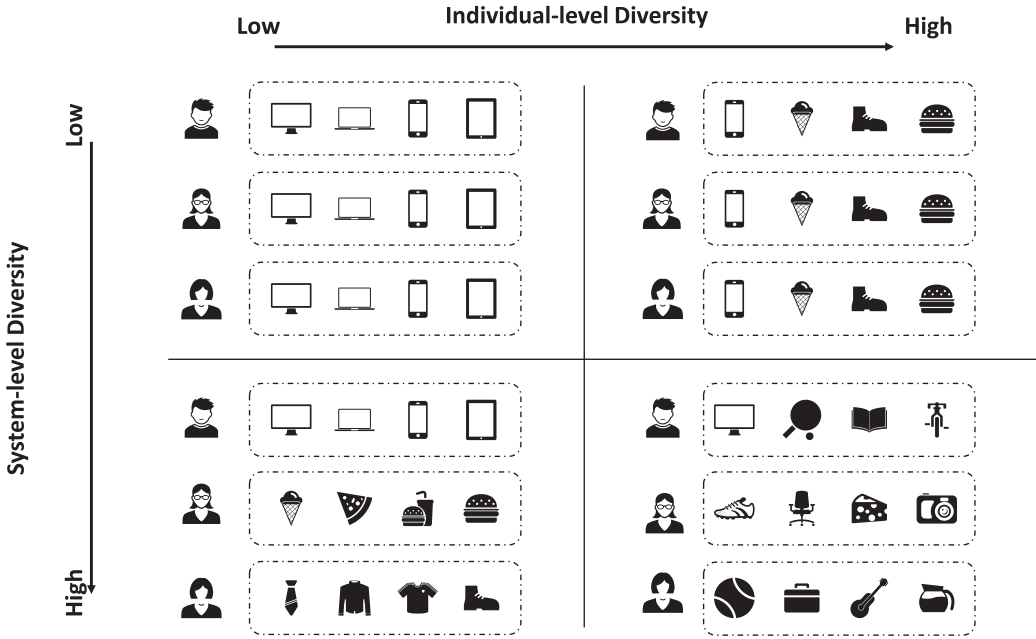 Individual-level Diversity
Low
High
Low
System-level Diversity
High